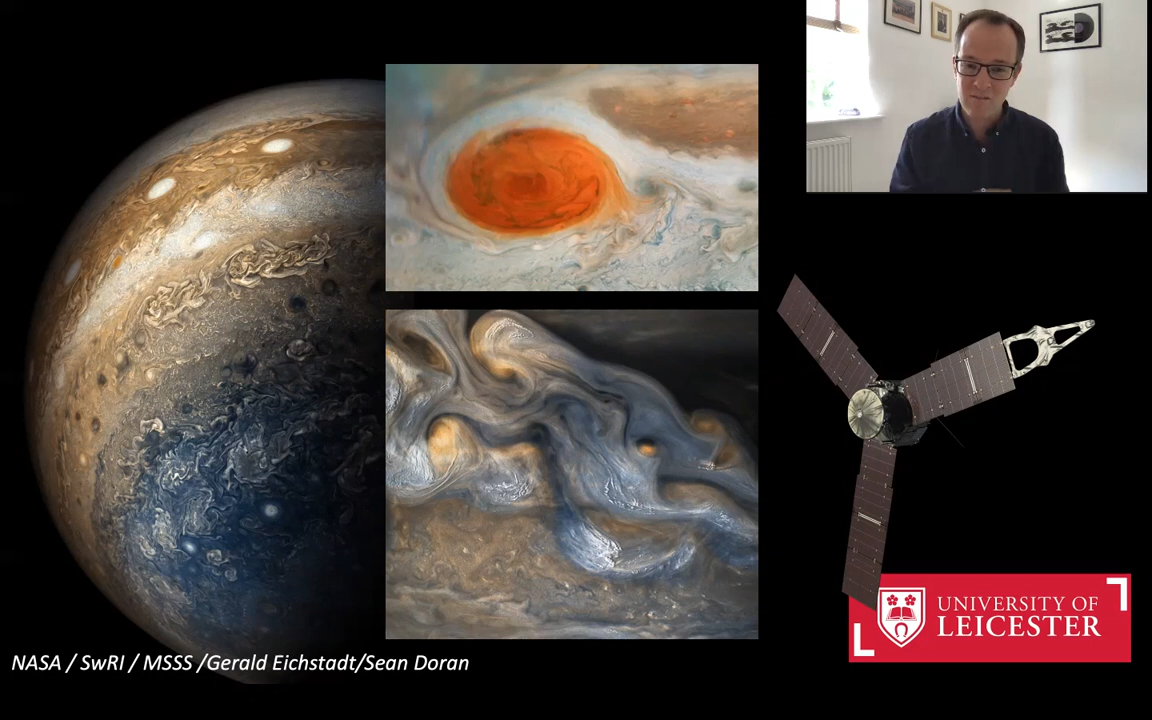 UNIVERSITY OF
LEICESTER
NASA / SwRI / MSSS /Gerald Eichstadt/Sean Doran